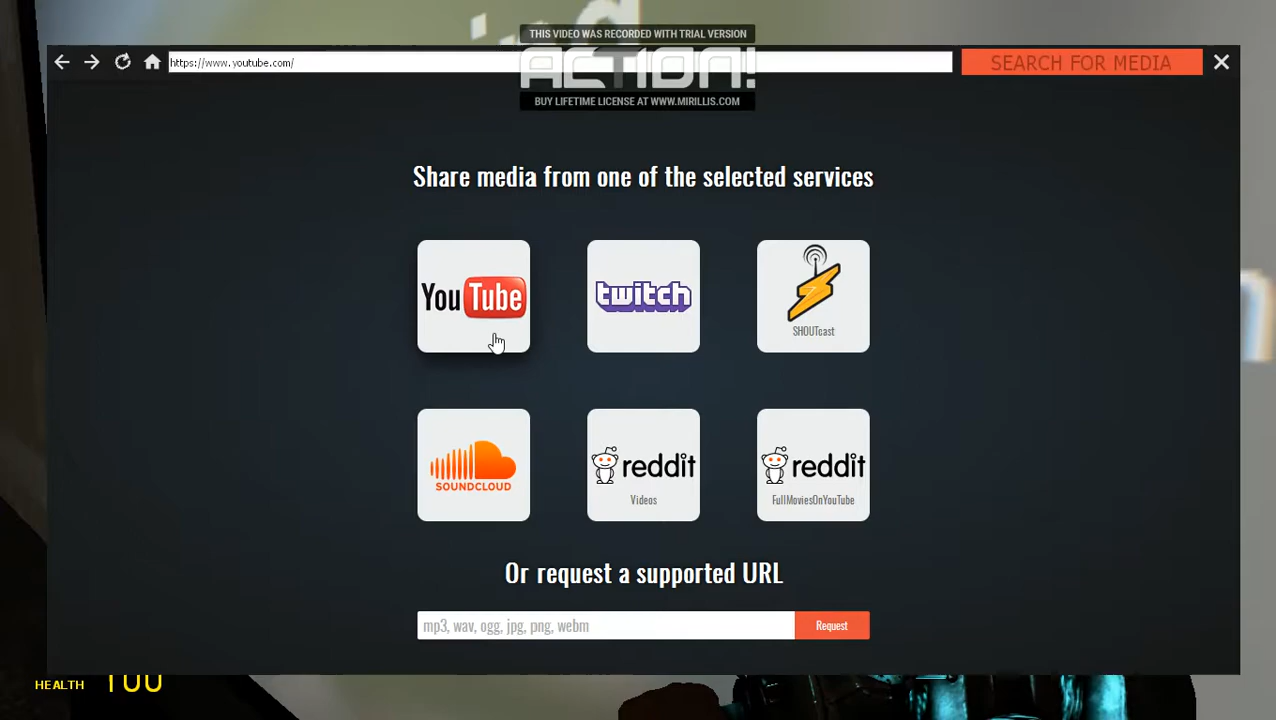 THIS VIDEO WAS RECORDED WITH TRIAL VERSION
ACTION!
BUY LIFETIME LICENSE AT WWW.MIRILLIS.COM
https://www.youtube.com/
SEARCH FOR MEDIA
Share media from one of the selected services
YouTube
twitch
SHOUTcast
SOUNDCLOUD
reddit
Videos
reddit
FullMoviesOnYouTube
Or request a supported URL
mp3, wav, ogg, jpg, png, webm
Request
HEALTH 100